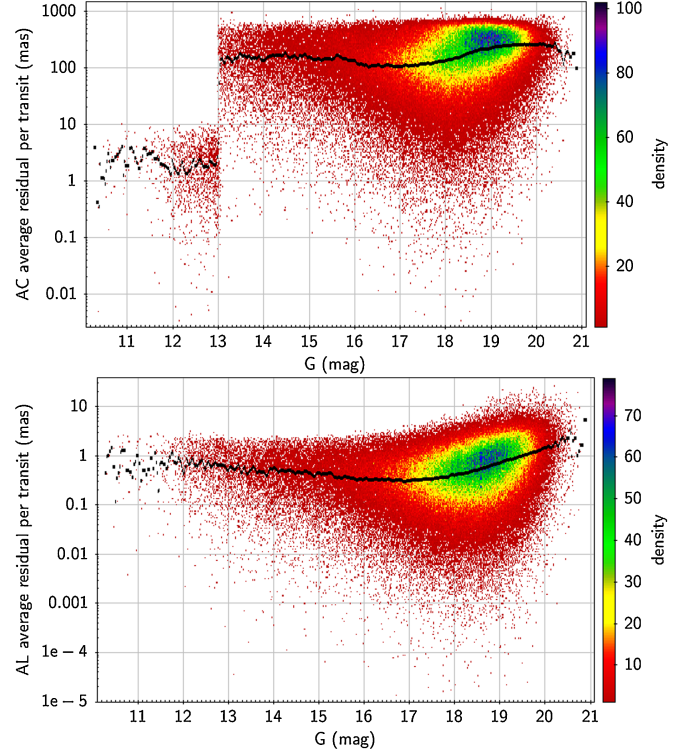 AC average residual per transit (mas)
1000
100
10
1
0.1
0.01
11 12 13 14 15 16 17 18 19 20 21
G (mag)
100
80
60
40
20
density
AL average residual per transit (mas)
10
1
0.1
0.01
0.001
1e − 4
1e − 5
11 12 13 14 15 16 17 18 19 20 21
G (mag)
70
60
50
40
30
20
10
density